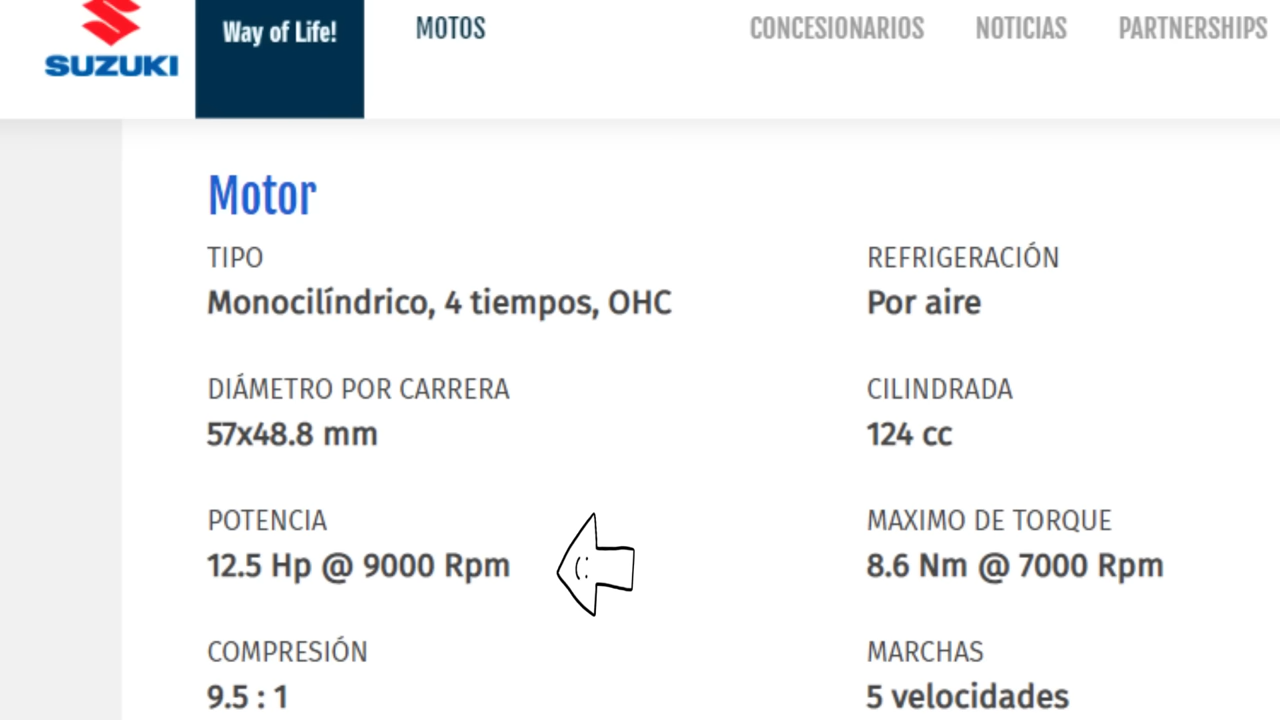 SUZUKI
Way of Life!
MOTOS
CONCESIONARIOS
NOTICIAS
PARTNERSHIPS
Motor
TIPO
Monocilíndrico, 4 tiempos, OHC
REFRIGERACIÓN
Por aire
DIÁMETRO POR CARRERA
57x48.8 mm
CILINDRADA
124 cc
POTENCIA
12.5 Hp @ 9000 Rpm
MAXIMO DE TORQUE
8.6 Nm @ 7000 Rpm
COMPRESIÓN
9.5 : 1
MARCHAS
5 velocidades